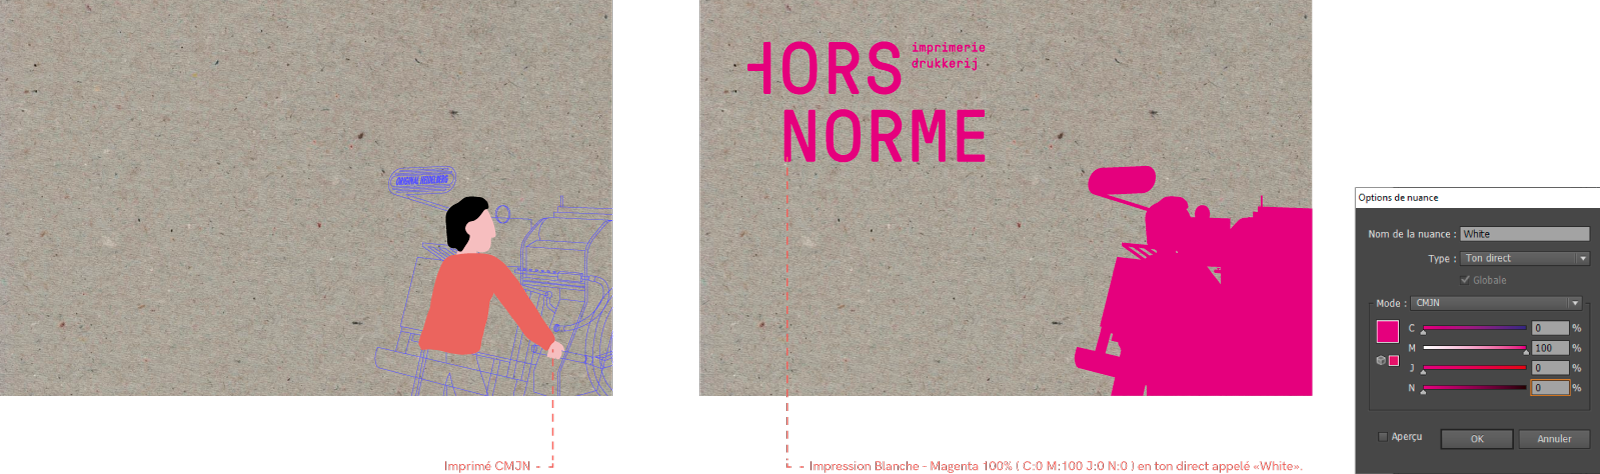 ORIGINAL HEIDELBERG
Imprimé CMJN
HORS
NORME
imprimerie
drukkerij
Impression Blanche - Magenta 100% ( C:0 M:100 J:0 N:0 ) en ton direct appelé «White».
Options de nuance
Nom de la nuance : White
Type : Ton direct
Globale
Mode : CMJN
C 0 %
M 100 %
J 0 %
N 0 %
Aperçu OK Annuler